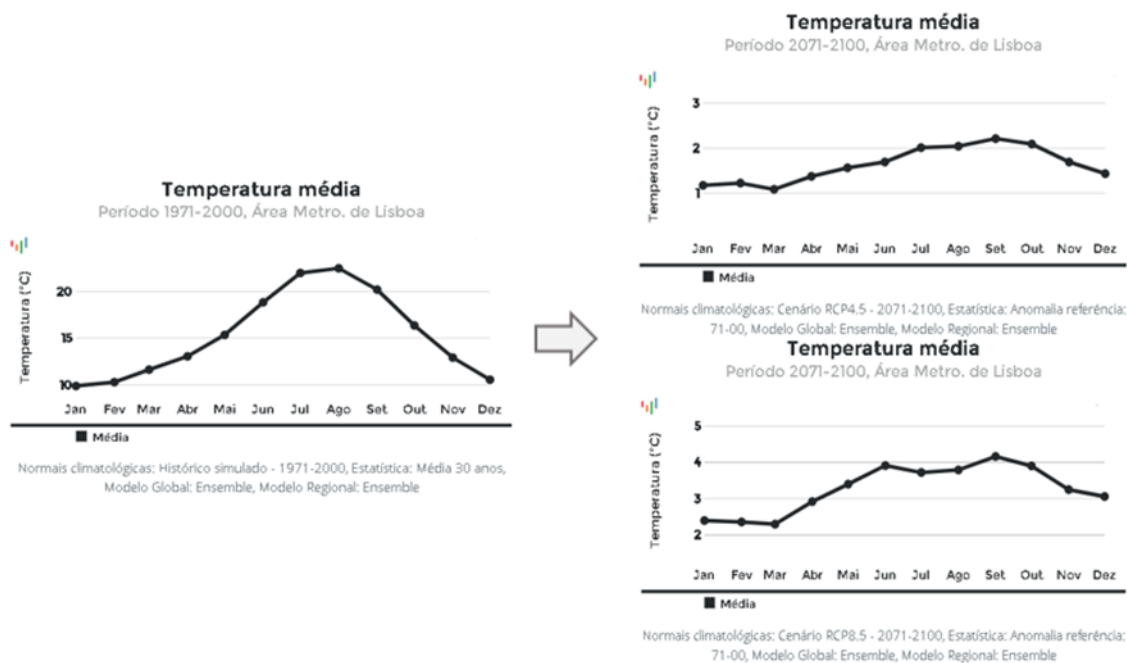 Temperatura média
Período 1971-2000, Área Metro. de Lisboa
Temperatura (°C)
20
15
10
Jan Fev Mar Abr Mai Jun Jul Ago Set Out Nov Dez
Média
Normais climatológicas: Histórico simulado - 1971-2000, Estatística: Média 30 anos,
Modelo Global: Ensemble, Modelo Regional: Ensemble
Temperatura média
Período 2071-2100, Área Metro. de Lisboa
Temperatura (°C)
3
2
1
Jan Fev Mar Abr Mai Jun Jul Ago Set Out Nov Dez
Média
Normais climatológicas: Cenário RCP4.5 - 2071-2100, Estatística: Anomalia referência:
71-00, Modelo Global: Ensemble, Modelo Regional: Ensemble
Temperatura média
Período 2071-2100, Área Metro. de Lisboa
Temperatura (°C)
5
4
3
2
Jan Fev Mar Abr Mai Jun Jul Ago Set Out Nov Dez
Média
Normais climatológicas: Cenário RCP8.5 - 2071-2100, Estatística: Anomalia referência:
71-00, Modelo Global: Ensemble, Modelo Regional: Ensemble